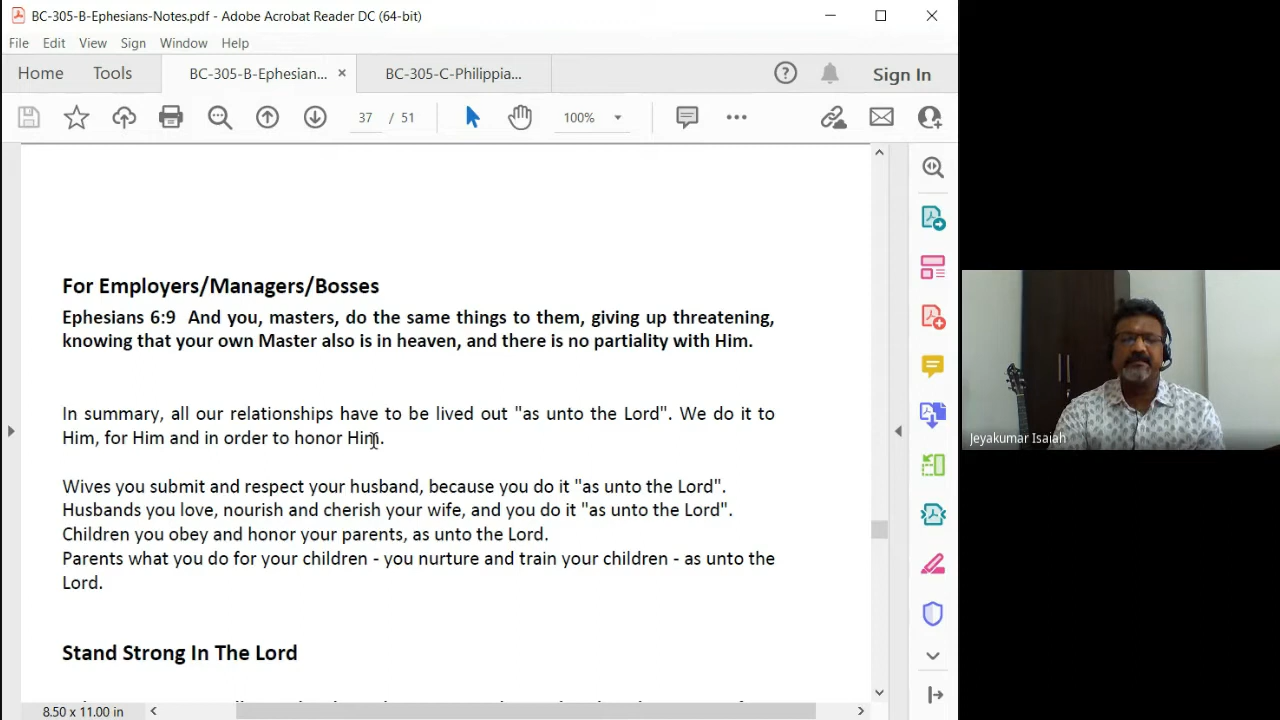 BC-305-B-Ephesians-Notes.pdf - Adobe Acrobat Reader DC (64-bit)
File Edit View Sign Window Help
Home Tools BC-305-B-Ephesian... × BC-305-C-Philippia... Sign In
37 / 51 100%
For Employers/Managers/Bosses
Ephesians 6:9 And you, masters, do the same things to them, giving up threatening,
knowing that your own Master also is in heaven, and there is no partiality with Him.
In summary, all our relationships have to be lived out "as unto the Lord". We do it to
Him, for Him and in order to honor Him.
Wives you submit and respect your husband, because you do it "as unto the Lord".
Husbands you love, nourish and cherish your wife, and you do it "as unto the Lord".
Children you obey and honor your parents, as unto the Lord.
Parents what you do for your children - you nurture and train your children - as unto the
Lord.
Stand Strong In The Lord
8.50 x 11.00 in
Jeyakumar Isaiah